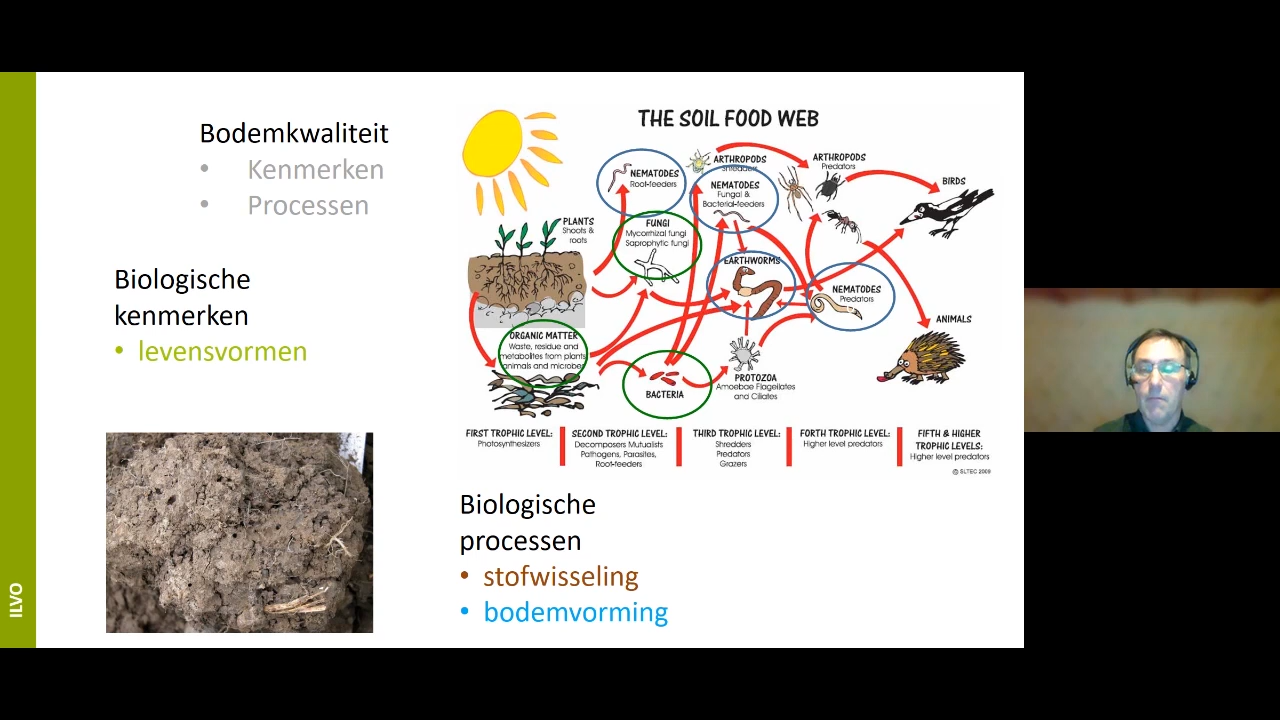 Bodemkwaliteit
• Kenmerken
• Processen
Biologische
kenmerken
• levensvormen
THE SOIL FOOD WEB
ARTHROPODS
Shredders
ARTHROPODS
Predators
NEMATODES
Root-feeders
NEMATODES
Fungal &
Bacterial-feeders
BIRDS
PLANTS
Shoots &
roots
FUNGI
Mycorrhizal fungi
Saprophytic fungi
EARTHWORMS
NEMATODES
Predators
ANIMALS
ORGANIC MATTER
Waste, residue and
metabolites from plants
animals and microbes
BACTERIA
PROTOZOA
Amoebae Flagellates
and Ciliates
FIRST TROPHIC LEVEL:
Photosynthesizers
SECOND TROPHIC LEVEL:
Decomposers Mutualists
Pathogens, Parasites,
Root-feeders
THIRD TROPHIC LEVEL:
Shredders
Predators
Grazers
FORTH TROPHIC LEVEL:
Higher level predators
FIFTH & HIGHER
TROPHIC LEVELS:
Higher level predators
© SLTEC 2009
Biologische
processen
• stofwisseling
• bodemvorming
ILVO